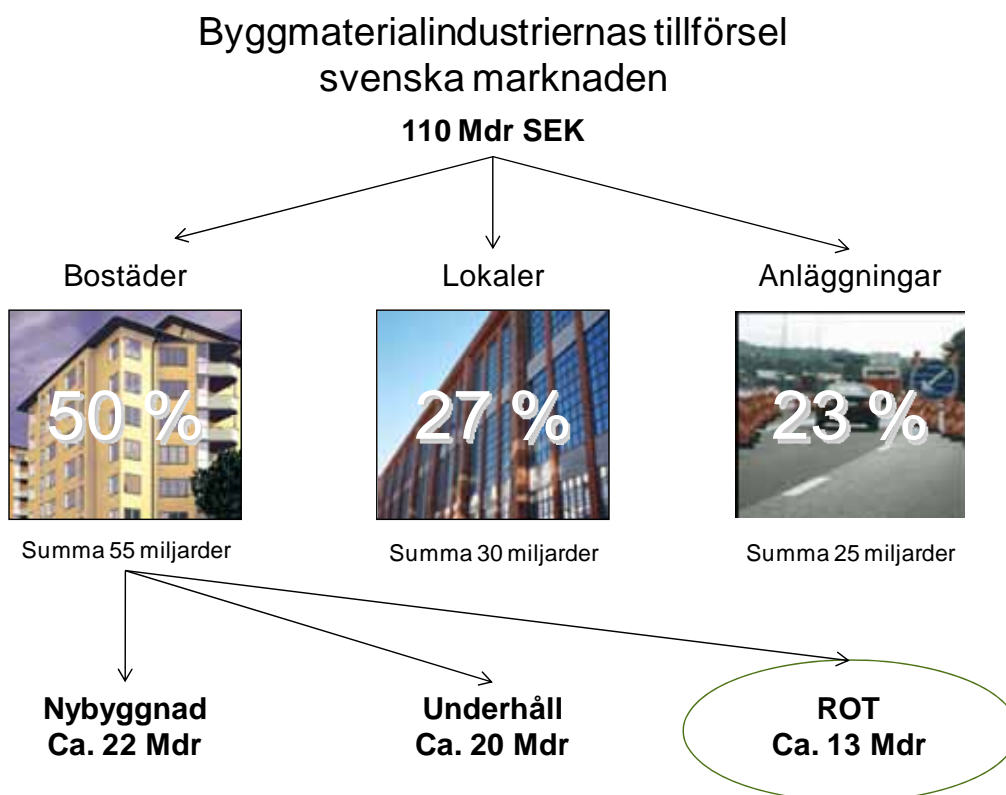 Byggmaterialindustriernas tillförsel
svenska marknaden
110 Mdr SEK
Bostäder
Lokaler
Anläggningar
50 %
27 %
23 %
Summa 55 miljarder
Summa 30 miljarder
Summa 25 miljarder
Nybyggnad
Ca. 22 Mdr
Underhåll
Ca. 20 Mdr
ROT
Ca. 13 Mdr